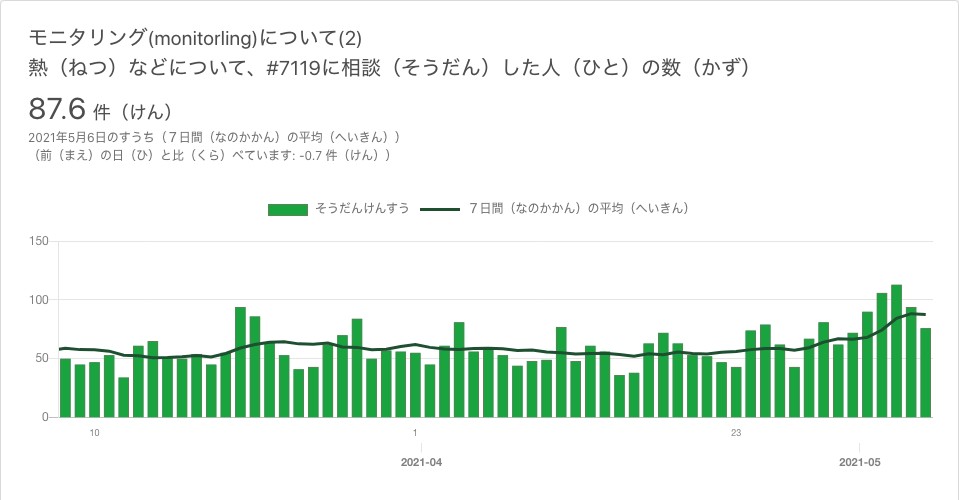 モニタリング(monitorling)について(2)
熱（ねつ）などについて、#7119に相談（そうだん）した人（ひと）の数（かず）
87.6 件（けん）
2021年5月6日のすうち（７日間（なのかかん）の平均（へいきん））
（前（まえ）の日（ひ）と比（くら）べています: -0.7 件（けん））
そうだんけんすう ７日間（なのかかん）の平均（へいきん）
150
100
50
0
10 1 23
2021-04 2021-05